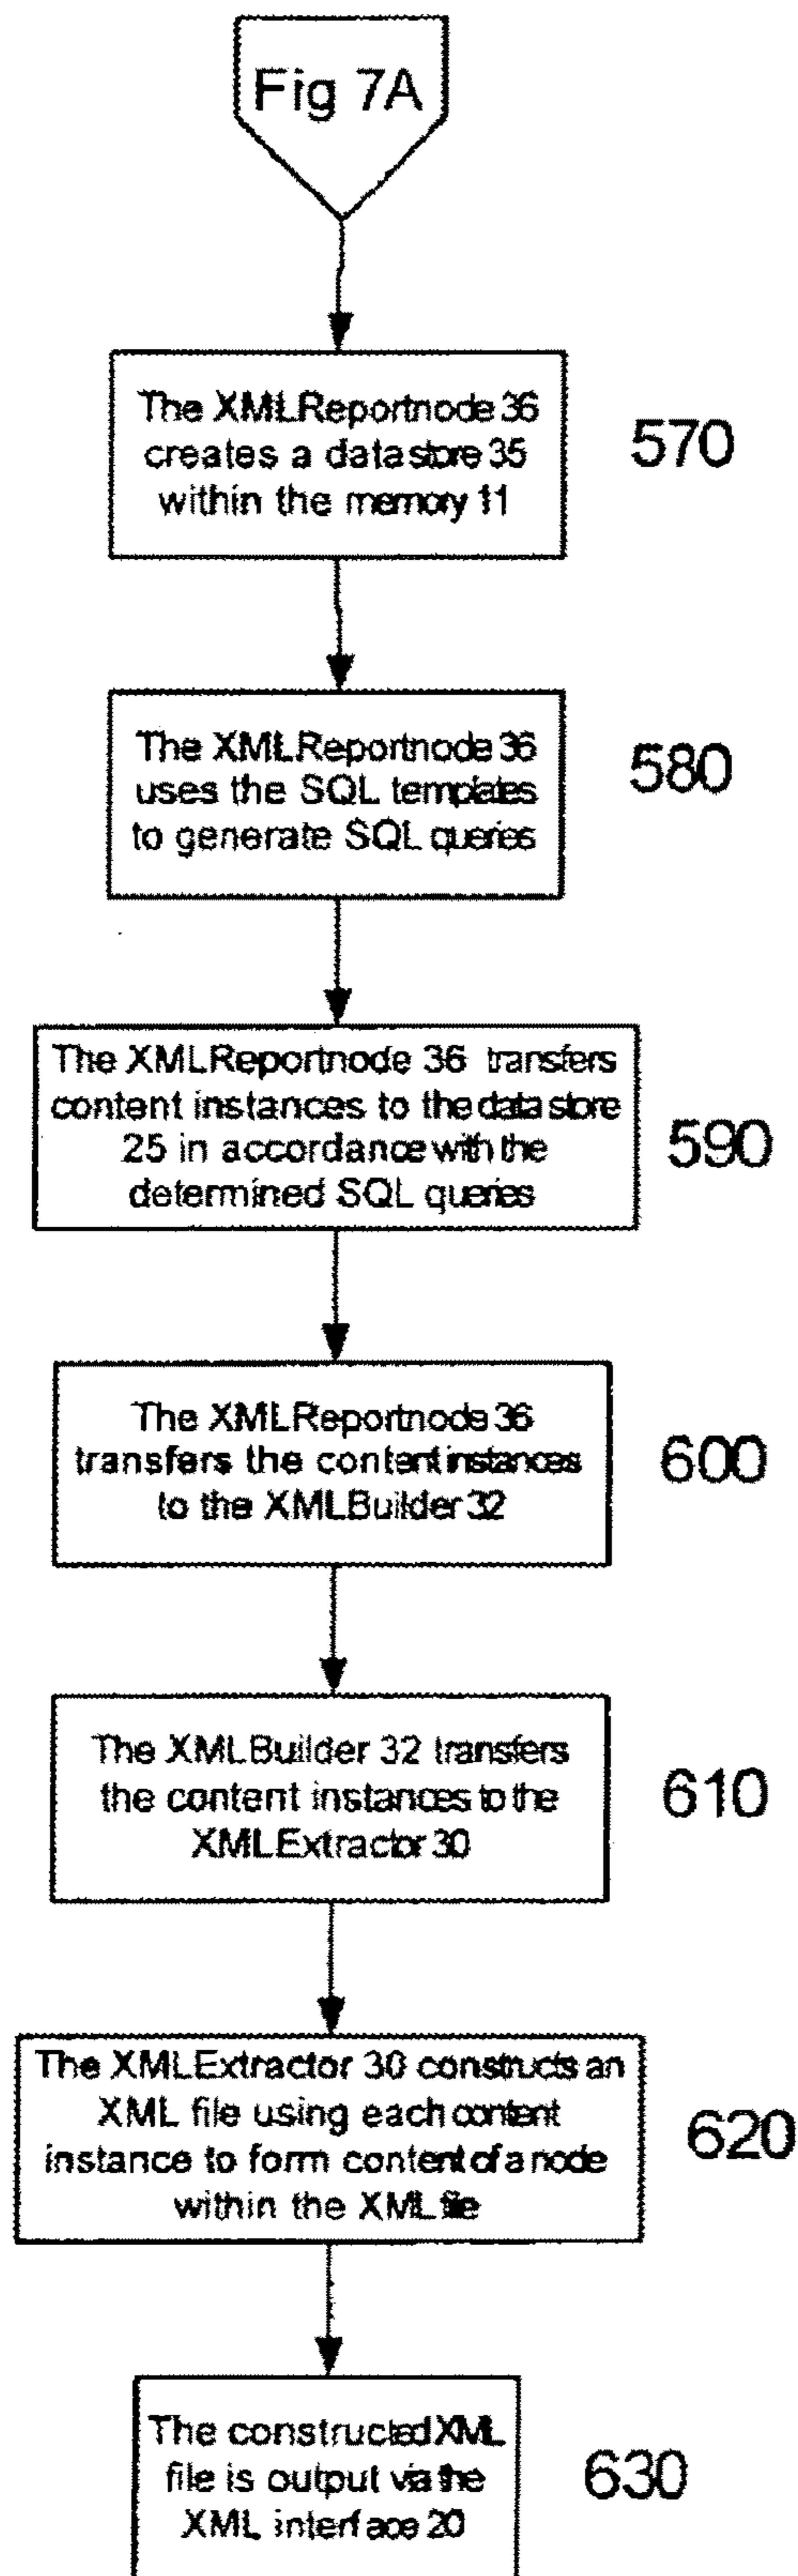 Fig 7A
The XMLReportnode 36
creates a data store 35
within the memory 11
570
The XMLReportnode 36
uses the SQL templates
to generate SQL queries
580
The XMLReportnode 36 transfers
content instances to the data store
25 in accordance with the
determined SQL queries
590
The XMLReportnode 36
transfers the content instances
to the XMLBuilder 32
600
The XMLBuilder 32 transfers
the content instances to the
XMLExtractor 30
610
The XMLExtractor 30 constructs an
XML file using each content
instance to form content of a node
within the XML file
620
The constructed XML
file is output via the
XML interface 20
630